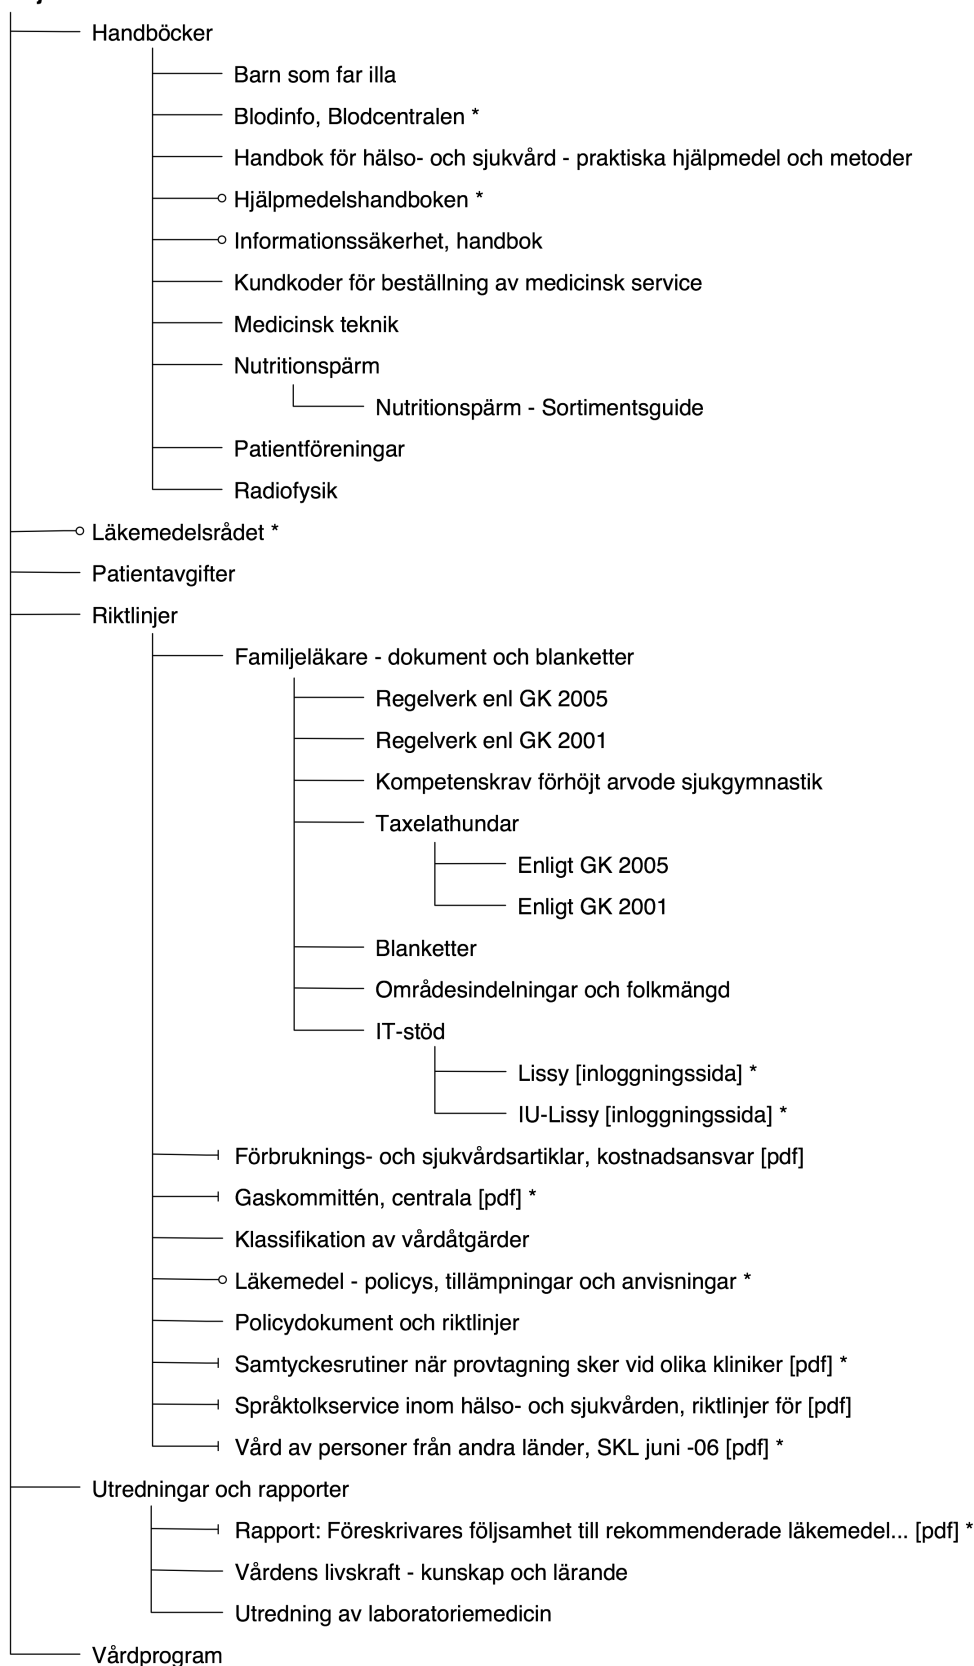 Handböcker
Barn som far illa
Blodinfo, Blodcentralen *
Handbok för hälso- och sjukvård - praktiska hjälpmedel och metoder
Hjälpmedelshandboken *
Informationssäkerhet, handbok
Kundkoder för beställning av medicinsk service
Medicinsk teknik
Nutritionspärm
Nutritionspärm - Sortimentsguide
Patientföreningar
Radiofysik
Läkemedelsrådet *
Patientavgifter
Riktlinjer
Familjeläkare - dokument och blanketter
Regelverk enl GK 2005
Regelverk enl GK 2001
Kompetenskrav förhöjt arvode sjukgymnastik
Taxelathundar
Enligt GK 2005
Enligt GK 2001
Blanketter
Områdesindelningar och folkmängd
IT-stöd
Lissy [inloggningssida] *
IU-Lissy [inloggningssida] *
Förbruknings- och sjukvårdsartiklar, kostnadsansvar [pdf]
Gaskommittén, centrala [pdf] *
Klassifikation av vårdåtgärder
Läkemedel - policys, tillämpningar och anvisningar *
Policydokument och riktlinjer
Samtyckesrutiner när provtagning sker vid olika kliniker [pdf] *
Språktolkservice inom hälso- och sjukvården, riktlinjer för [pdf]
Vård av personer från andra länder, SKL juni -06 [pdf] *
Utredningar och rapporter
Rapport: Föreskrivares följsamhet till rekommenderade läkemedel... [pdf] *
Vårdens livskraft - kunskap och lärande
Utredning av laboratoriemedicin
Vårdprogram